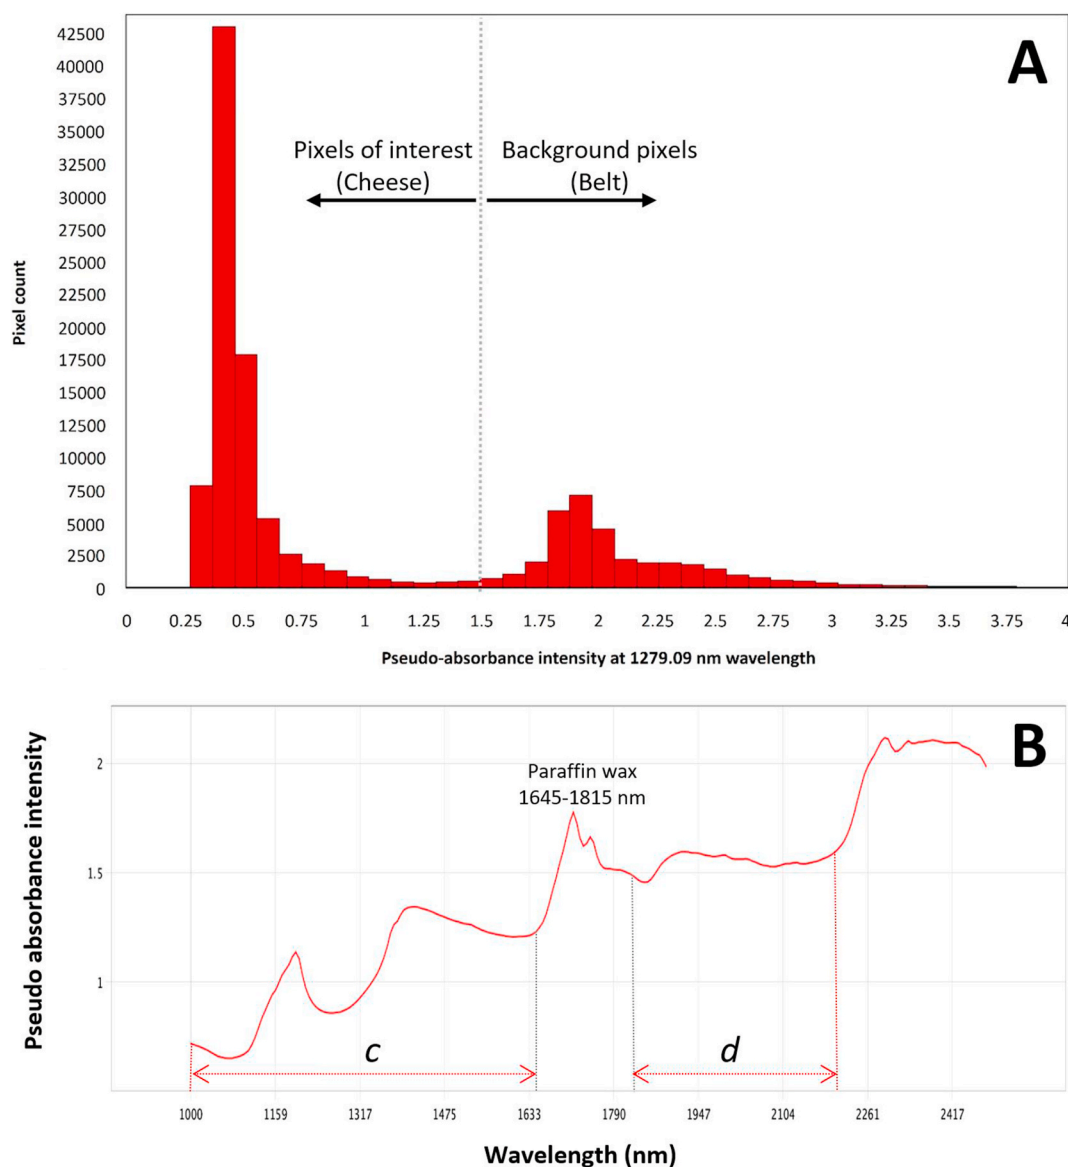 A
42500
40000
37500
35000
32500
30000
27500
25000
22500
20000
17500
15000
12500
10000
7500
5000
2500
0
Pixel count
Pixels of interest
(Cheese)
Background pixels
(Belt)
0 0.25 0.5 0.75 1 1.25 1.5 1.75 2 2.25 2.5 2.75 3 3.25 3.5 3.75 4
Pseudo-absorbance intensity at 1279.09 nm wavelength
B
Pseudo absorbance intensity
2
1.5
1
Paraffin wax
1645-1815 nm
c
d
1000 1159 1317 1475 1633 1790 1947 2104 2261 2417
Wavelength (nm)